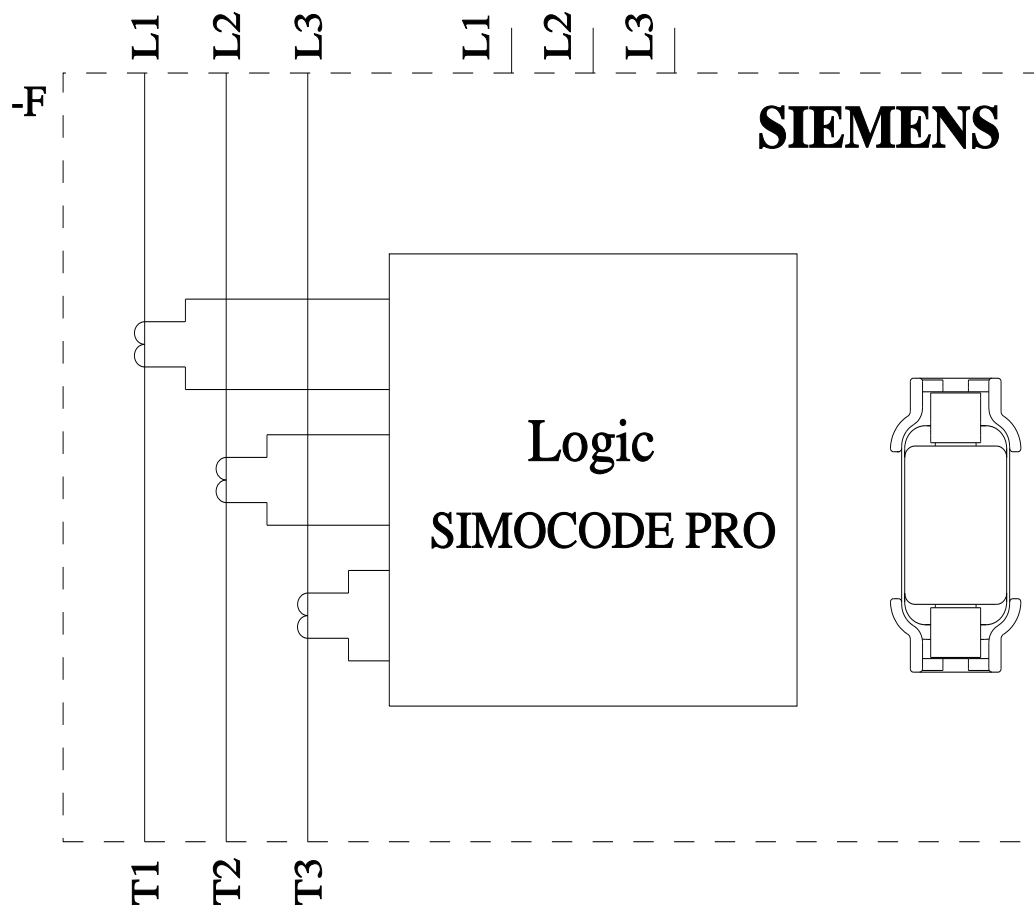 L1 L2 L3 L1 L2 L3
-F
SIEMENS
Logic
SIMOCODE PRO
T1 T2 T3